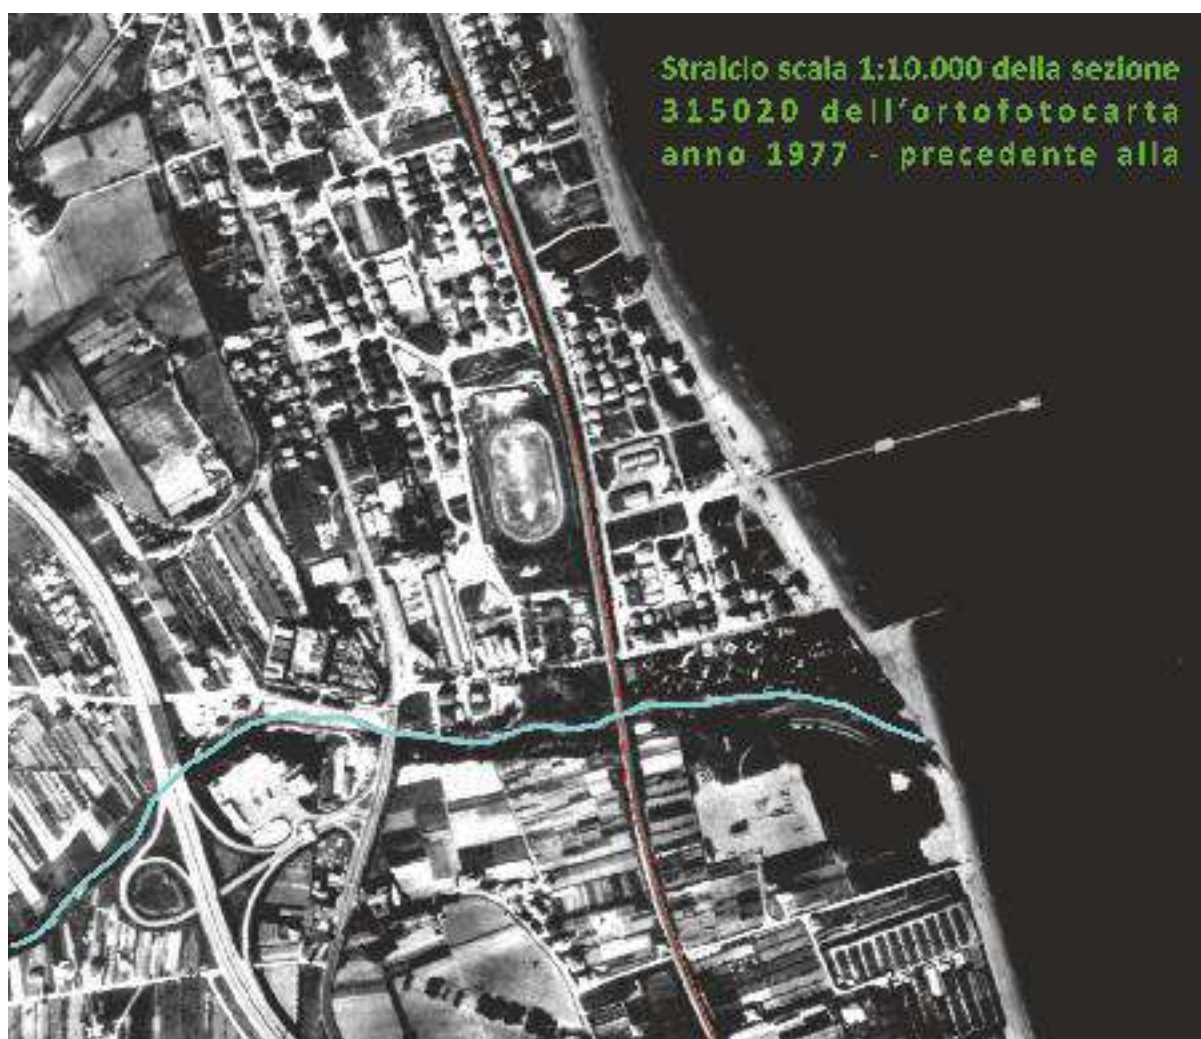 Stralcio scala 1:10.000 della sezione
315020 dell'ortofotocarta
anno 1977 - precedente alla